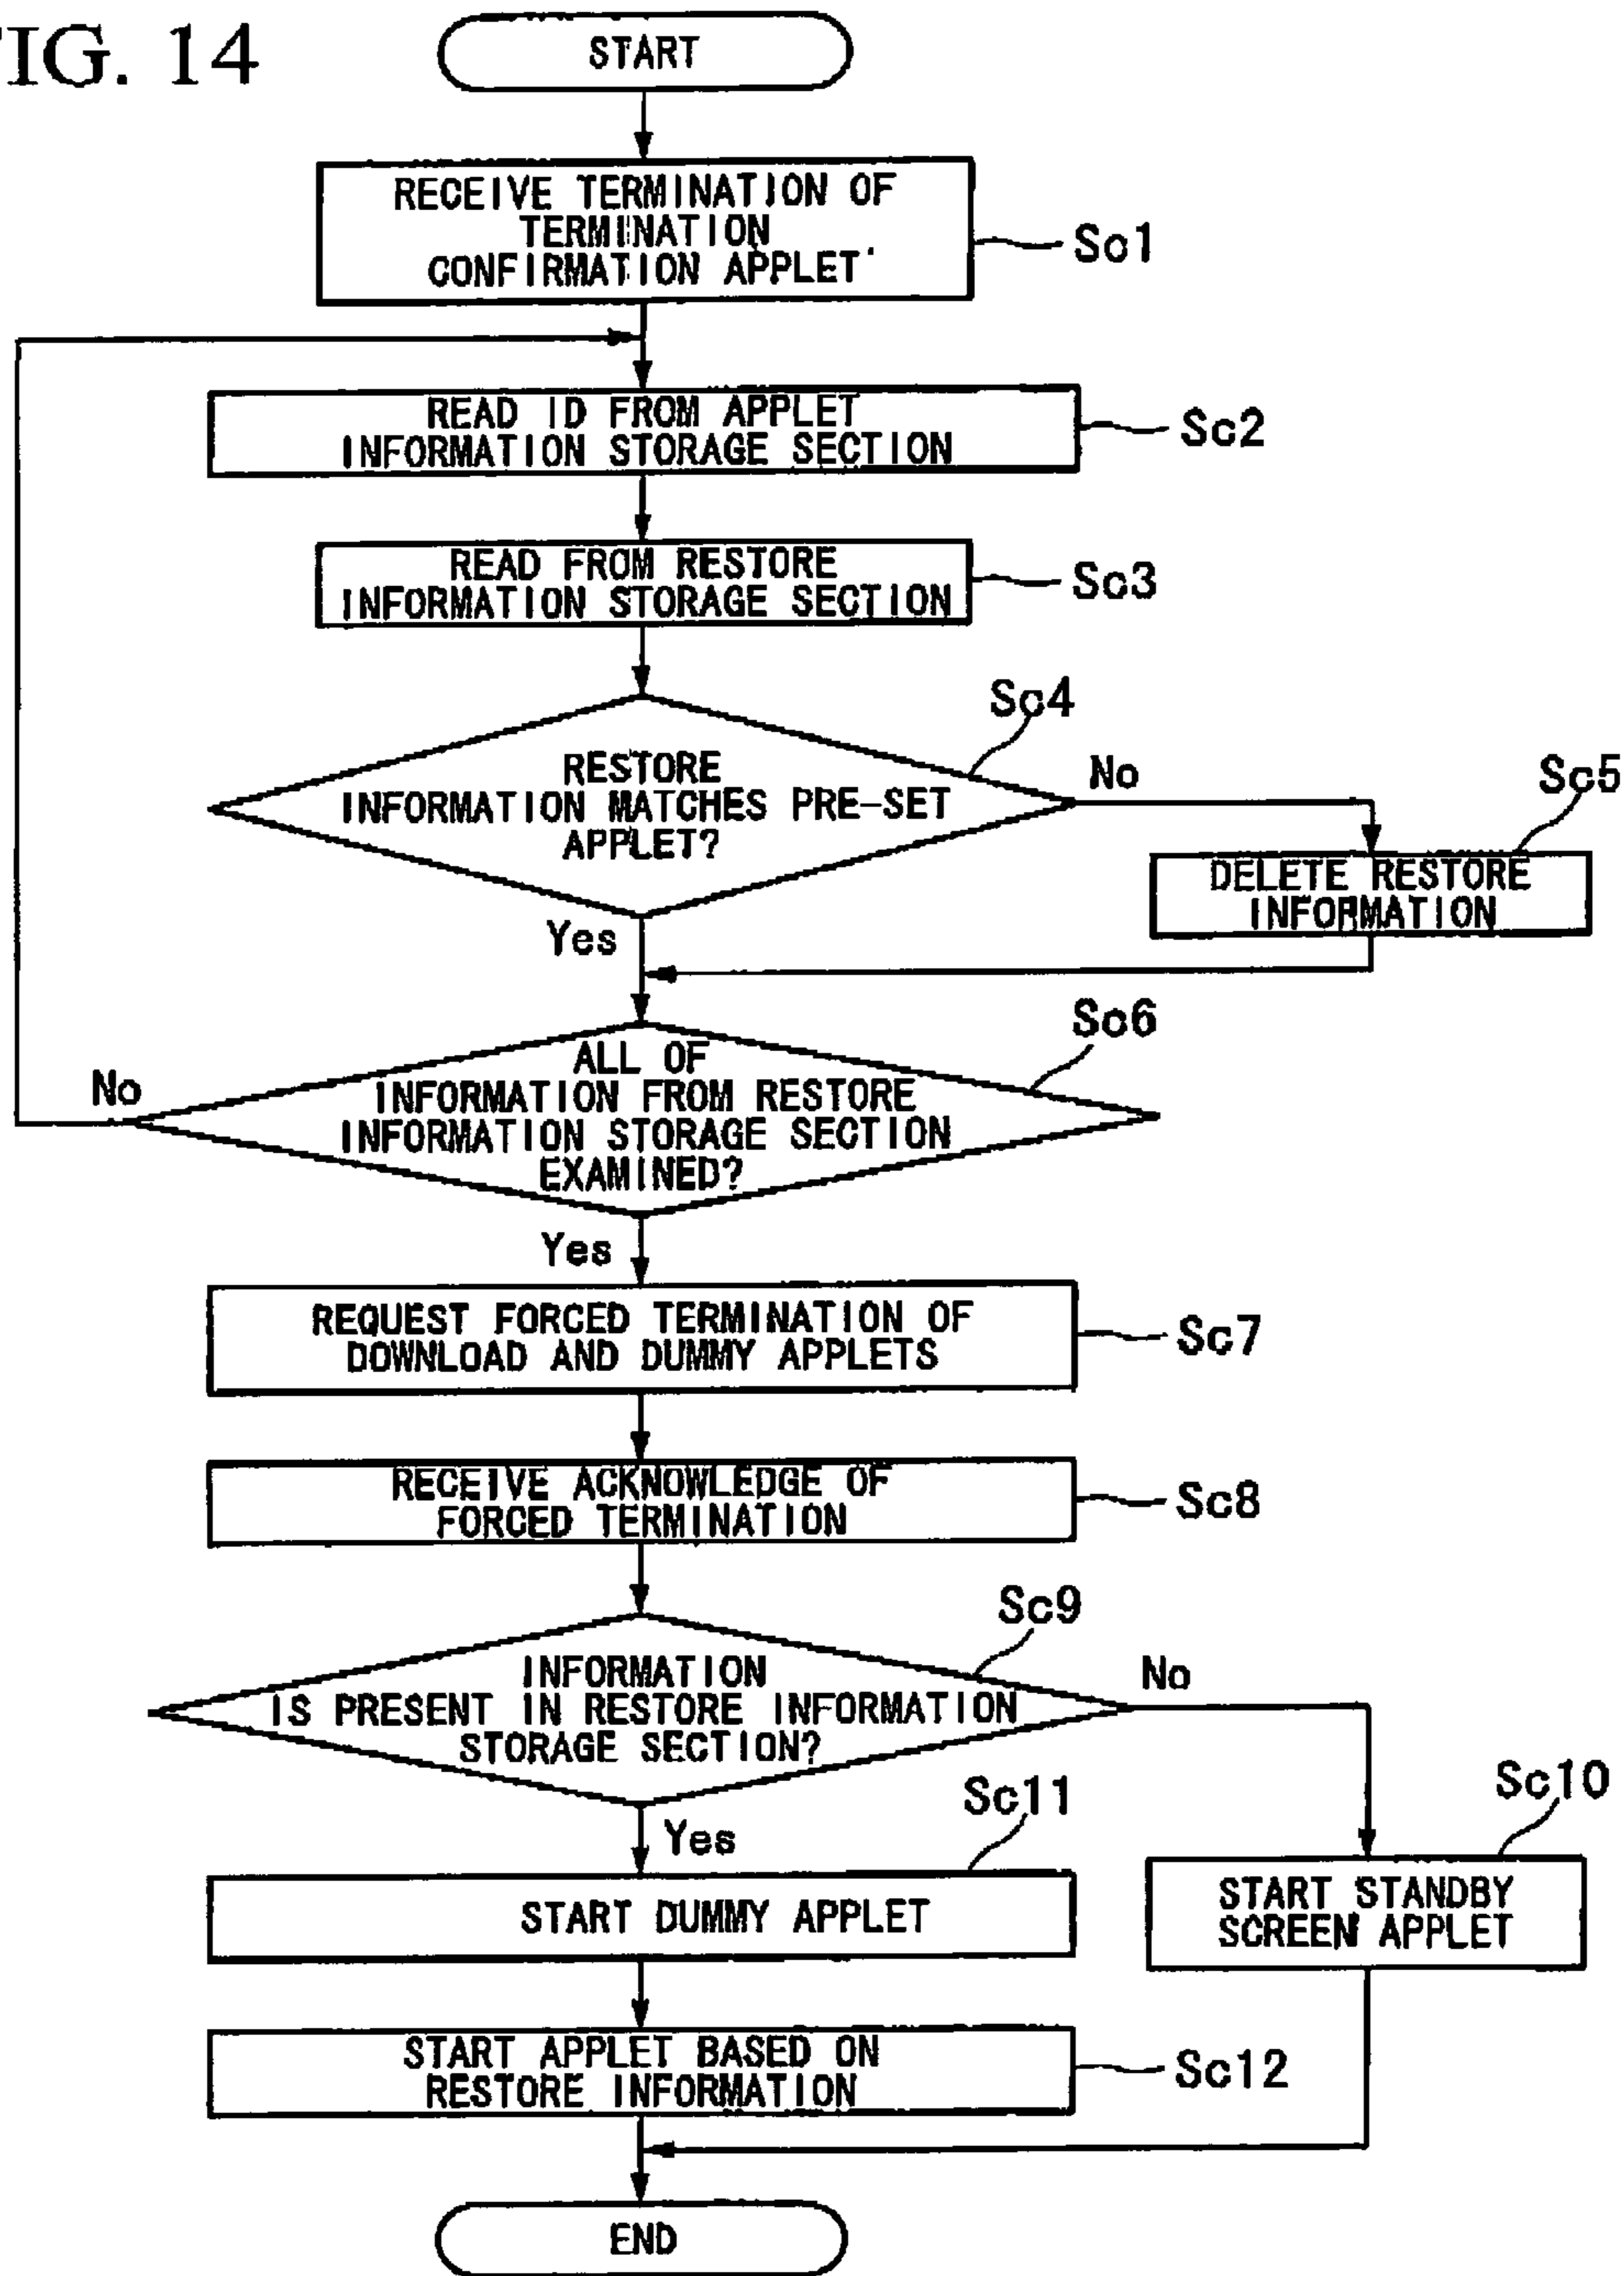 FIG. 14
START
RECEIVE TERMINATION OF
TERMINATION
CONFIRMATION APPLET
Sc1
READ ID FROM APPLET
INFORMATION STORAGE SECTION
Sc2
READ FROM RESTORE
INFORMATION STORAGE SECTION
Sc3
Sc4
RESTORE
INFORMATION MATCHES PRE-SET
APPLET?
No
Sc5
DELETE RESTORE
INFORMATION
Yes
Sc6
ALL OF
INFORMATION FROM RESTORE
INFORMATION STORAGE SECTION
EXAMINED?
No
Yes
REQUEST FORCED TERMINATION OF
DOWNLOAD AND DUMMY APPLETS
Sc7
RECEIVE ACKNOWLEDGE OF
FORCED TERMINATION
Sc8
Sc9
INFORMATION
IS PRESENT IN RESTORE INFORMATION
STORAGE SECTION?
No
Sc10
START STANDBY
SCREEN APPLET
Yes
Sc11
START DUMMY APPLET
START APPLET BASED ON
RESTORE INFORMATION
Sc12
END